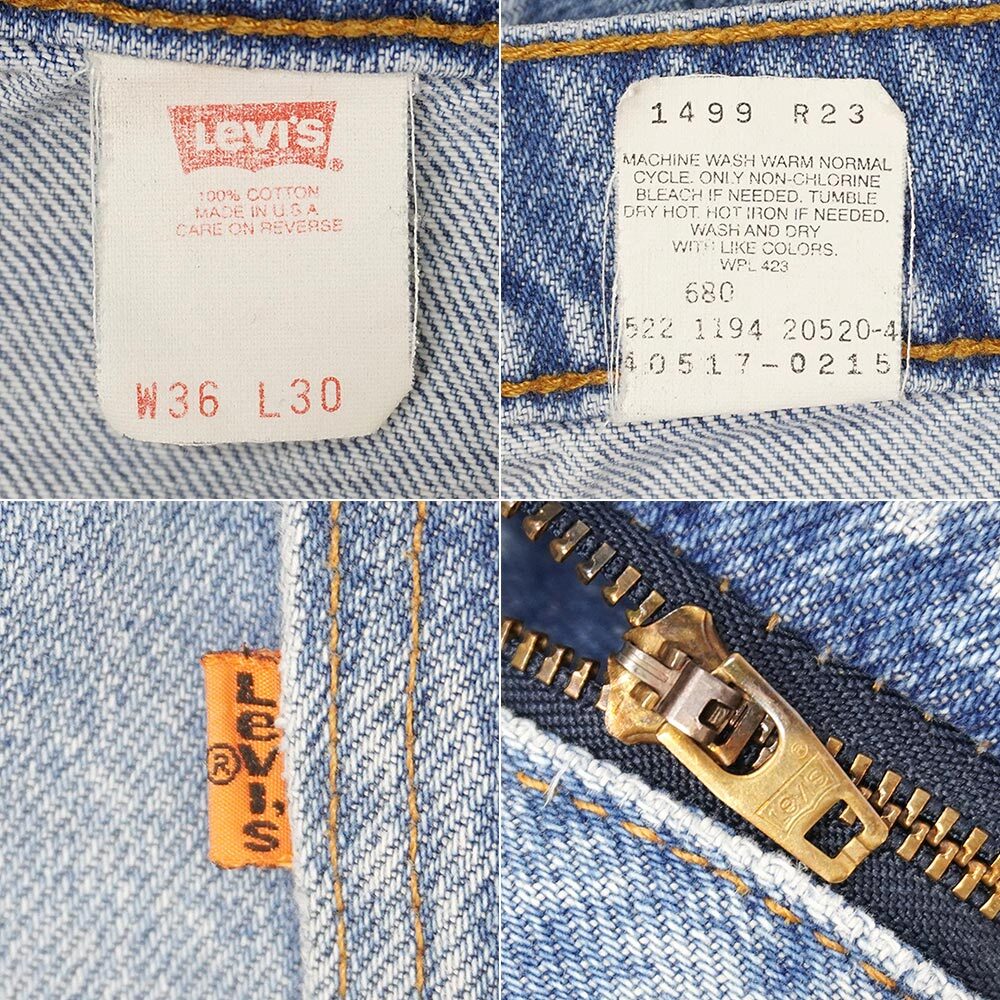 Levi's®
100% COTTON
MADE IN U.S.A
CARE ON REVERSE
W36 L30
1499 R23
MACHINE WASH WARM NORMAL
CYCLE. ONLY NON-CHLORINE
BLEACH IF NEEDED. TUMBLE
DRY HOT. HOT IRON IF NEEDED.
WASH AND DRY
WITH LIKE COLORS.
WPL 423
680
522 1194 20520-4
40517-0215
LEVI'S
®
Levi's®